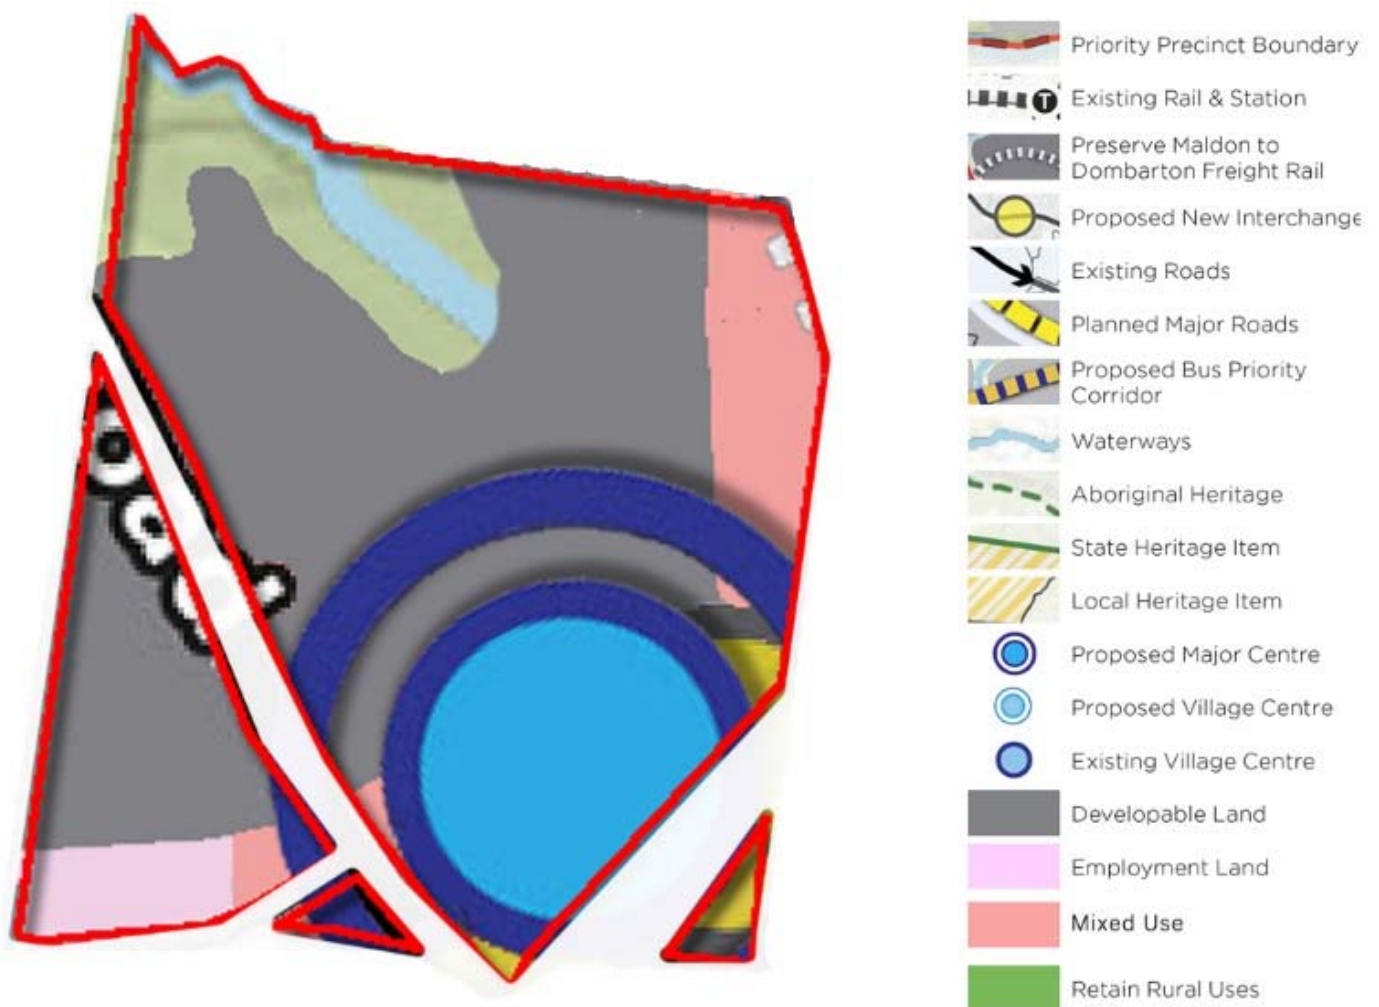 Priority Precinct Boundary
T
Existing Rail & Station
Preserve Maldon to
Dombarton Freight Rail
Proposed New Interchange
Existing Roads
Planned Major Roads
Proposed Bus Priority
Corridor
Waterways
Aboriginal Heritage
State Heritage Item
Local Heritage Item
Proposed Major Centre
Proposed Village Centre
Existing Village Centre
Developable Land
Employment Land
Mixed Use
Retain Rural Uses